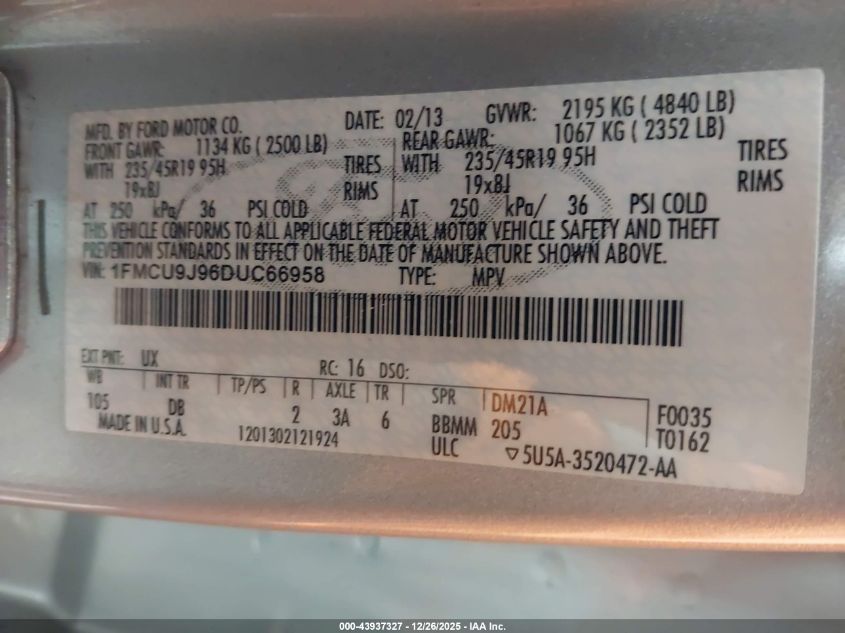 MFD. BY FORD MOTOR CO. DATE: 02/13 GVWR: 2195 KG ( 4840 LB)
FRONT GAWR: 1134 KG ( 2500 LB) REAR GAWR: 1067 KG ( 2352 LB)
WITH 235/45R19 95H TIRES WITH 235/45R19 95H TIRES
19x8J RIMS 19x8J RIMS
AT 250 kPa/ 36 PSI COLD AT 250 kPa/ 36 PSI COLD
THIS VEHICLE CONFORMS TO ALL APPLICABLE FEDERAL MOTOR VEHICLE SAFETY AND THEFT
PREVENTION STANDARDS IN EFFECT ON THE DATE OF MANUFACTURE SHOWN ABOVE.
VIN: 1FMCU9J96DUC66958 TYPE: MPV
EXT PNT: UX RC: 16 DSO:
WB INT TR TP/PS R AXLE TR SPR DM21A F0035
105 DB 2 3A 6 BBMM 205 T0162
MADE IN U.S.A. 1201302121924 ULC ▽5U5A-3520472-AA
000-43937327 - 12/26/2025 - IAA Inc.